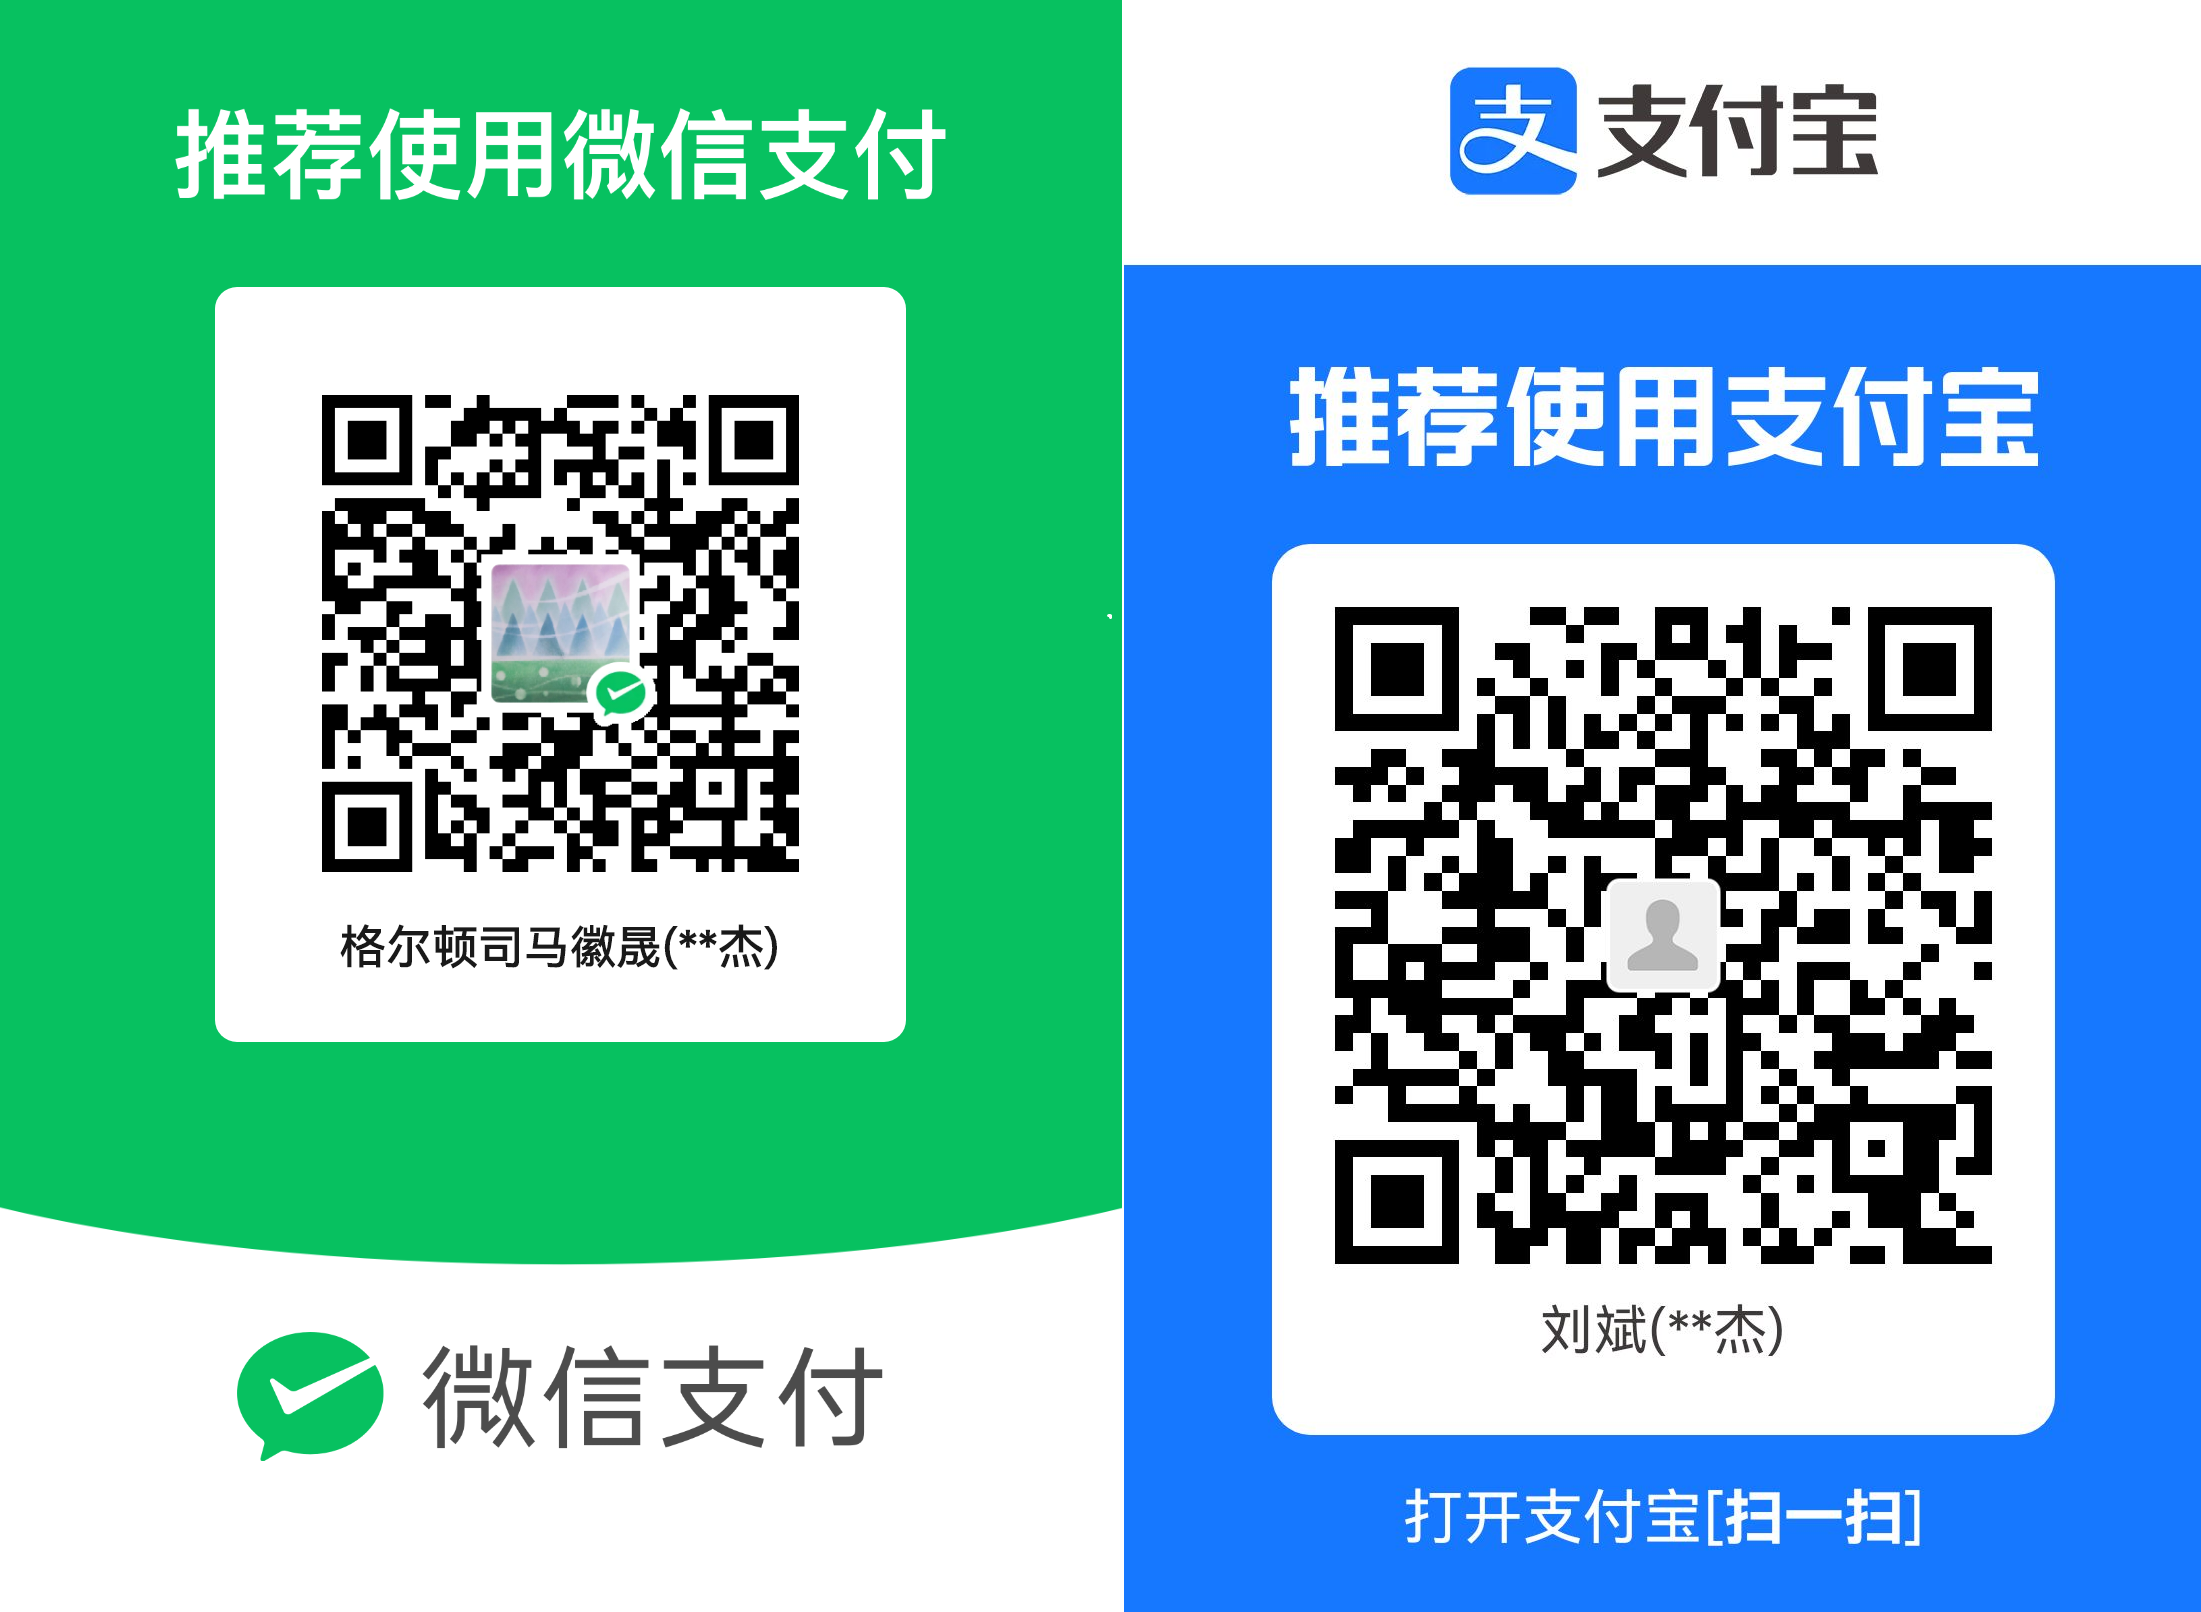 推荐使用微信支付
格尔顿司马徽晟(**杰)
微信支付
支 支付宝
推荐使用支付宝
刘斌(**杰)
打开支付宝[扫一扫]